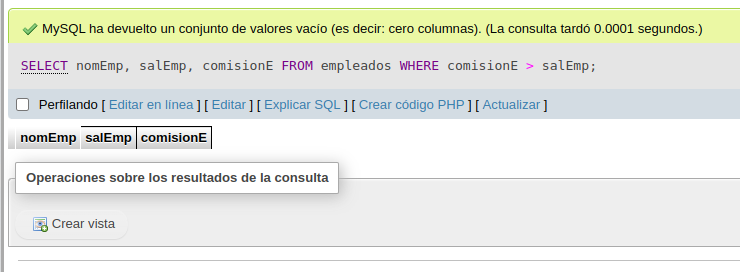 MySQL ha devuelto un conjunto de valores vacío (es decir: cero columnas). (La consulta tardó 0.0001 segundos.)
SELECT nomEmp, salEmp, comisionE FROM empleados WHERE comisionE > salEmp;
Perfilando [ Editar en línea ] [ Editar ] [ Explicar SQL ] [ Crear código PHP ] [ Actualizar ]
nomEmp salEmp comisionE
Operaciones sobre los resultados de la consulta
Crear vista